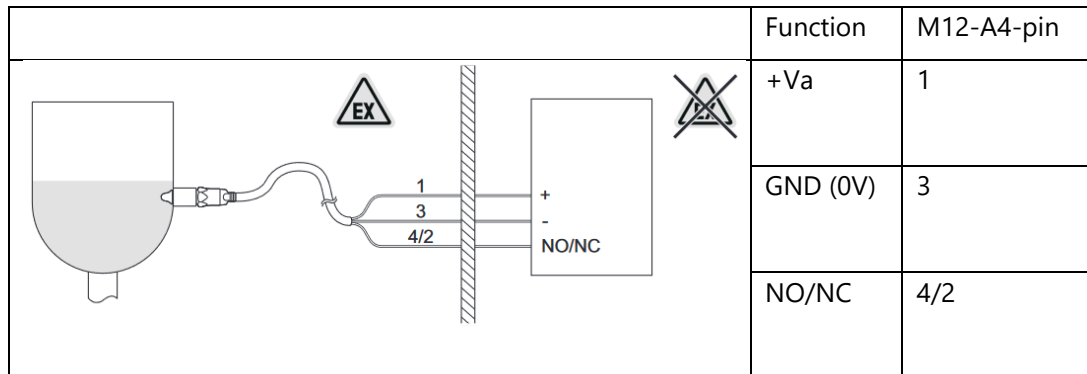 Function M12-A4-pin
+Va 1
EX
EX
1
+
3
-
4/2
NO/NC
GND (0V) 3
NO/NC 4/2